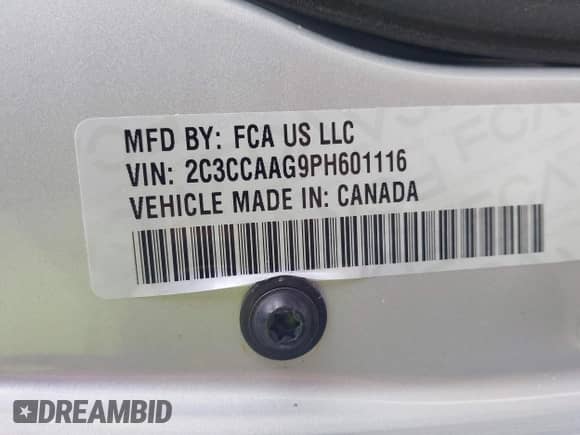 MFD BY: FCA US LLC
VIN: 2C3CCAAG9PH601116
VEHICLE MADE IN: CANADA
DREAMBID